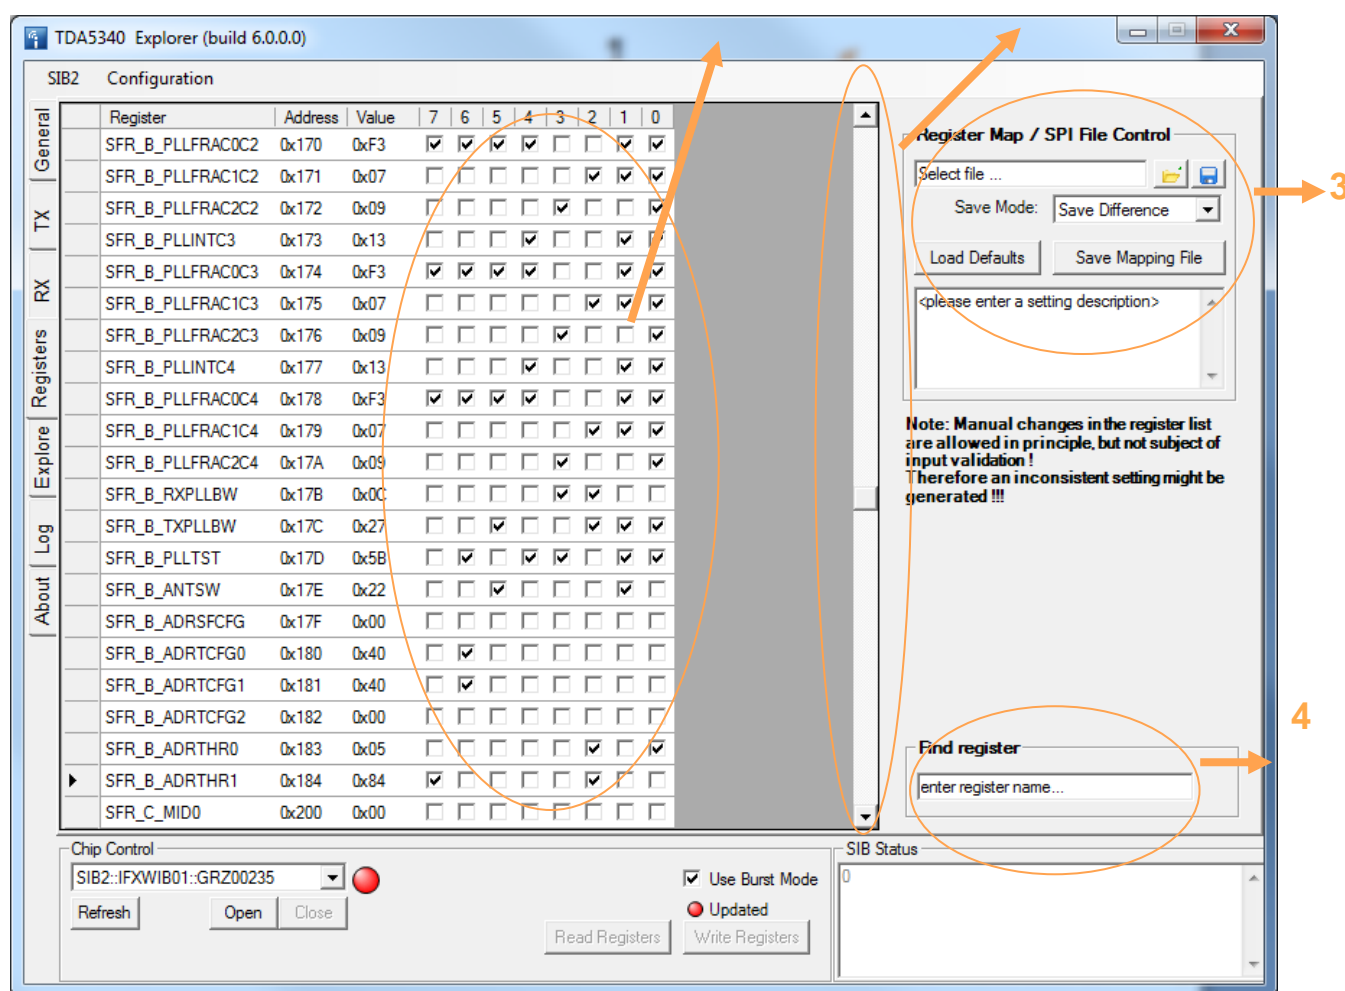 TDA5340 Explorer (build 6.0.0.0)
SIB2 Configuration
General
TX
RX
Registers
Explore
Log
About
Register Address Value 7 6 5 4 3 2 1 0
SFR_B_PLLFRAC0C2 0x170 0xF3
SFR_B_PLLFRAC1C2 0x171 0x07
SFR_B_PLLFRAC2C2 0x172 0x09
SFR_B_PLLINTC3 0x173 0x13
SFR_B_PLLFRAC0C3 0x174 0xF3
SFR_B_PLLFRAC1C3 0x175 0x07
SFR_B_PLLFRAC2C3 0x176 0x09
SFR_B_PLLINTC4 0x177 0x13
SFR_B_PLLFRAC0C4 0x178 0xF3
SFR_B_PLLFRAC1C4 0x179 0x07
SFR_B_PLLFRAC2C4 0x17A 0x09
SFR_B_RXPLLBW 0x17B 0x0C
SFR_B_TXPLLBW 0x17C 0x27
SFR_B_PLLTST 0x17D 0x5B
SFR_B_ANTSW 0x17E 0x22
SFR_B_ADRSFCFG 0x17F 0x00
SFR_B_ADRTCFG0 0x180 0x40
SFR_B_ADRTCFG1 0x181 0x40
SFR_B_ADRTCFG2 0x182 0x00
SFR_B_ADRTHR0 0x183 0x05
SFR_B_ADRTHR1 0x184 0x84
SFR_C_MID0 0x200 0x00
Register Map / SPI File Control
Select file ...
Save Mode: Save Difference
Load Defaults Save Mapping File
<please enter a setting description>
3
Note: Manual changes in the register list
are allowed in principle, but not subject of
input validation !
Therefore an inconsistent setting might be
generated !!!
4
Find register
enter register name...
Chip Control
SIB2::IFXWIB01::GRZ00235
Refresh Open Close
Use Burst Mode
Updated
Read Registers Write Registers
SIB Status
0